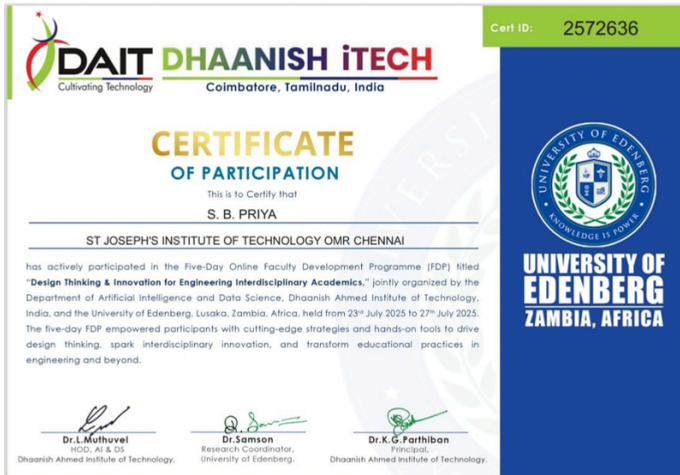 DAIT
Cultivating Technology
DHAANISH iTECH
Coimbatore, Tamilnadu, India
Cert ID: 2572636
CERTIFICATE
OF PARTICIPATION
This is to Certify that
S. B. PRIYA
ST JOSEPH'S INSTITUTE OF TECHNOLOGY OMR CHENNAI
has actively participated in the Five-Day Online Faculty Development Programme (FDP) titled
"Design Thinking & Innovation for Engineering Interdisciplinary Academics," jointly organized by the
Department of Artificial Intelligence and Data Science, Dhaanish Ahmed Institute of Technology,
India, and the University of Edenberg, Lusaka, Zambia, Africa, held from 23rd July 2025 to 27th July 2025.
The five-day FDP empowered participants with cutting-edge strategies and hands-on tools to drive
design thinking, spark interdisciplinary innovation, and transform educational practices in
engineering and beyond.
UNIVERSITY OF EDENBERG
KNOWLEDGE IS POWER
UNIVERSITY OF
EDENBERG
ZAMBIA, AFRICA
Dr.L.Muthuvel
HOD, AI & DS
Dhaanish Ahmed Institute of Technology.
Dr.Samson
Research Coordinator,
University of Edenberg.
Dr.K.G.Parthiban
Principal,
Dhaanish Ahmed Institute of Technology.